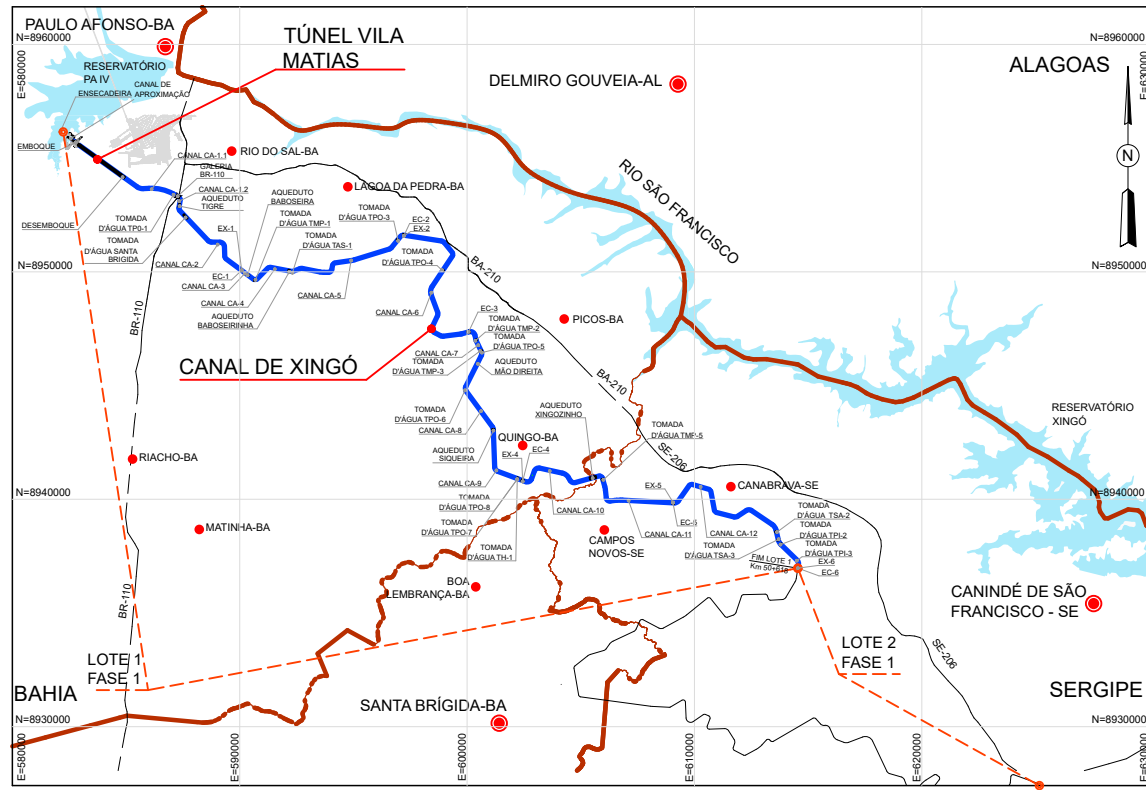 PAULO AFONSO-BA
N=8960000
N=8960000
E=580000
E=630000
TÚNEL VILA
MATIAS
DELMIRO GOUVEIA-AL
ALAGOAS
RESERVATÓRIO
PA IV
CANAL DE
APROXIMAÇÃO
ENSECADEIRA
EMBOQUE
N
RIO DO SAL-BA
CANAL CA-1.1
GALERIA
BR-110
LAGOA DA PEDRA-BA
CANAL CA-1.2
AQUEDUTO
TIGRE
AQUEDUTO
BABOSEIRA
TOMADA
D'ÁGUA TPO-3
EC-2
EX-2
RIO SÃO FRANCISCO
DESEMBOQUE
TOMADA
D'ÁGUA TP0-1
EX-1
TOMADA
D'ÁGUA TMP-1
TOMADA
D'ÁGUA SANTA
BRIGIDA
TOMADA
D'ÁGUA TAS-1
CANAL CA-2
EC-1
CANAL CA-3
CANAL CA-4
CANAL CA-5
TOMADA
D'ÁGUA TPO-4
BA-210
N=8950000
N=8950000
AQUEDUTO
BABOSEIRINHA
CANAL CA-6
EC-3
TOMADA
D'ÁGUA TMP-2
PICOS-BA
BR-110
TOMADA
D'ÁGUA TPO-5
CANAL CA-7
CANAL DE XINGÓ
TOMADA
D'ÁGUA TMP-3
AQUEDUTO
MÃO DIREITA
BA-210
AQUEDUTO
XINGOZINHO
RESERVATÓRIO
XINGÓ
TOMADA
D'ÁGUA TPO-6
CANAL CA-8
TOMADA
D'ÁGUA TMP-5
QUINGO-BA
AQUEDUTO
SIQUEIRA
EX-4
EC-4
SE-206
RIACHO-BA
CANAL CA-9
EX-5
CANABRAVA-SE
N=8940000
N=8940000
TOMADA
D'ÁGUA TPO-8
CANAL CA-10
EC-5
TOMADA
D'ÁGUA TSA-2
MATINHA-BA
TOMADA
D'ÁGUA TPO-7
CAMPOS
NOVOS-SE
CANAL CA-11
CANAL CA-12
TOMADA
D'ÁGUA TPI-2
TOMADA
D'ÁGUA TH-1
TOMADA
D'ÁGUA TSA-3
TOMADA
D'ÁGUA TPI-3
FIM LOTE 1
EX-6
EC-6
BOA
LEMBRANÇA-BA
CANINDÉ DE SÃO
FRANCISCO - SE
BR-110
LOTE 1
FASE 1
LOTE 2
FASE 1
SE-206
BAHIA
SERGIPE
SANTA BRÍGIDA-BA
N=8930000
N=8930000
E=580000
E=5900000
E=6000000
E=610000
E=620000
E=630000